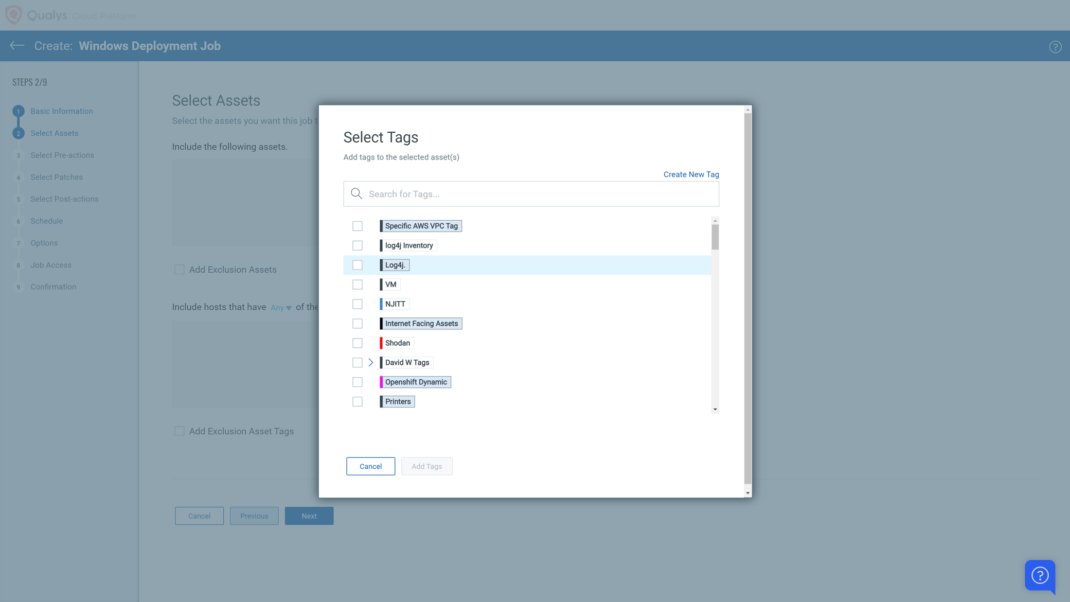 Qualys. Cloud Platform
Create: Windows Deployment Job
STEPS 2/9
1 Basic Information
2 Select Assets
3 Select Pre-actions
4 Select Patches
5 Select Post-actions
6 Schedule
7 Options
8 Job Access
9 Confirmation
Select Assets
Select the assets you want this job t
Include the following assets.
Add Exclusion Assets
Include hosts that have Any of the
Add Exclusion Asset Tags
Cancel Previous Next
Select Tags
Add tags to the selected asset(s)
Create New Tag
Search for Tags...
Specific AWS VPC Tag
log4j Inventory
Log4j.
VM
NJITT
Internet Facing Assets
Shodan
David W Tags
Openshift Dynamic
Printers
Cancel Add Tags